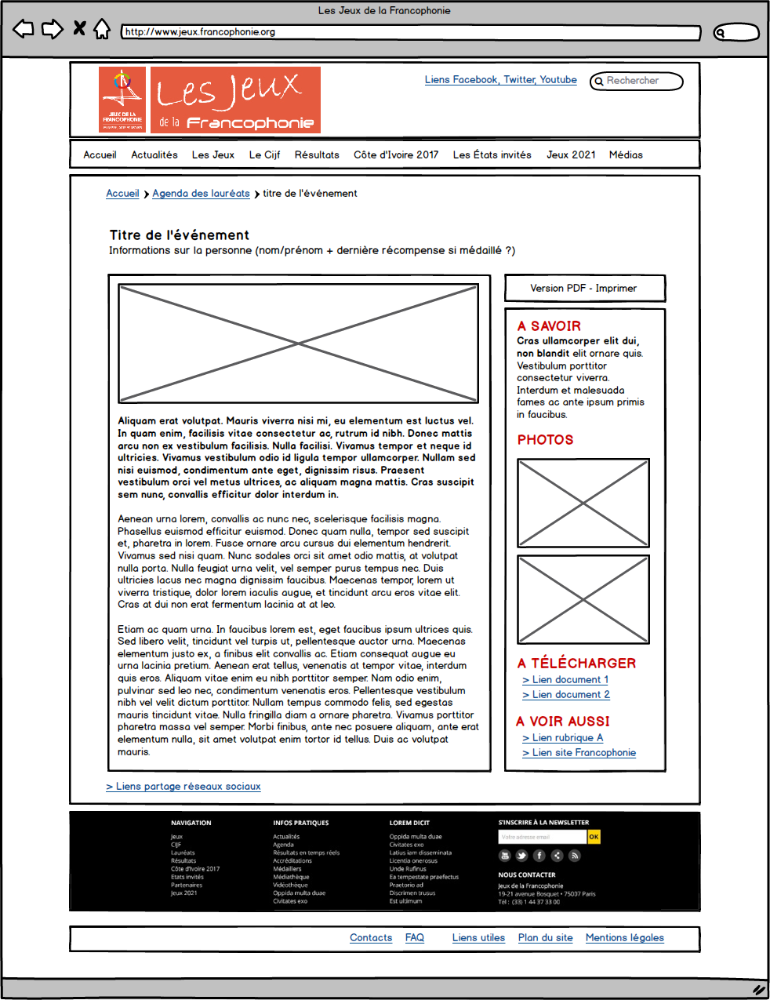 Les Jeux de la Francophonie
http://www.jeux.francophonie.org
JEUX DE LA
FRANCOPHONIE
Les Jeux
de la Francophonie
Liens Facebook, Twitter, Youtube
Rechercher
Accueil Actualités Les Jeux Le Cijf Résultats Côte d'Ivoire 2017 Les États invités Jeux 2021 Médias
Accueil > Agenda des lauréats > titre de l'événement
Titre de l'événement
Informations sur la personne (nom/prénom + dernière récompense si médaillé ?)
Aliquam erat volutpat. Mauris viverra nisi mi, eu elementum est luctus vel.
In quam enim, facilisis vitae consectetur ac, rutrum id nibh. Donec mattis
arcu non ex vestibulum facilisis. Nulla facilisi. Vivamus tempor et neque id
ultricies. Vivamus vestibulum odio id ligula tempor ullamcorper. Nullam sed
nisi euismod, condimentum ante eget, dignissim risus. Praesent
vestibulum orci vel metus ultrices, ac aliquam magna mattis. Cras suscipit
sem nunc, convallis efficitur dolor interdum in.
Aenean urna lorem, convallis ac nunc nec, scelerisque facilisis magna.
Phasellus euismod efficitur euismod. Donec quam nulla, tempor sed suscipit
et, pharetra in lorem. Fusce ornare arcu cursus dui elementum hendrerit.
Vivamus sed nisi quam. Nunc sodales orci sit amet odio mattis, at volutpat
nulla porta. Nulla feugiat urna velit, vel semper purus tempus nec. Duis
ultricies lacus nec magna dignissim faucibus. Maecenas tempor, lorem ut
viverra tristique, dolor lorem iaculis augue, et tincidunt arcu eros vitae elit.
Cras at dui non erat fermentum lacinia at at leo.
Etiam ac quam urna. In faucibus lorem est, eget faucibus ipsum ultrices quis.
Sed libero velit, tincidunt vel turpis ut, pellentesque auctor urna. Maecenas
elementum justo ex, a finibus elit convallis ac. Etiam consequat augue eu
urna lacinia pretium. Aenean erat tellus, venenatis at tempor vitae, interdum
quis eros. Aliquam vitae enim eu nibh porttitor semper. Nam odio enim,
pulvinar sed leo nec, condimentum venenatis eros. Pellentesque vestibulum
nibh vel velit dictum porttitor. Nullam tempus commodo felis, sed egestas
mauris tincidunt vitae. Nulla fringilla diam a ornare pharetra. Vivamus porttitor
pharetra massa vel semper. Morbi finibus, ante nec posuere aliquam, ante erat
elementum nulla, sit amet volutpat enim tortor id tellus. Duis ac volutpat
mauris.
> Liens partage réseaux sociaux
Version PDF - Imprimer
A SAVOIR
Cras ullamcorper elit dui,
non blandit elit ornare quis.
Vestibulum porttitor
consectetur viverra.
Interdum et malesuada
fames ac ante ipsum primis
in faucibus.
PHOTOS
A TÉLÉCHARGER
> Lien document 1
> Lien document 2
A VOIR AUSSI
> Lien rubrique A
> Lien site Francophonie
NAVIGATION
Jeux
CIJF
Lauréats
Résultats
Côte d'Ivoire 2017
Etats invités
Partenaires
Jeux 2021
INFOS PRATIQUES
Actualités
Agenda
Résultats en temps réels
Accréditations
Médaillers
Médiathèque
Vidéothèque
Oppida multa duae
Civitates exo
LOREM DICIT
Oppida multa duae
Civitates exo
Latius iam disseminata
Licentia onerosus
Unde Rufinus
Ea tempestate praefectus
Praetorio ad
Discrimen trusus
Est ultimum
S'INSCRIRE À LA NEWSLETTER
Votre adresse email OK
NOUS CONTACTER
Jeux de la Francophonie
19-21 avenue Bosquet • 75007 Paris
Tél : (33) 1 44 37 33 00
Contacts FAQ Liens utiles Plan du site Mentions légales